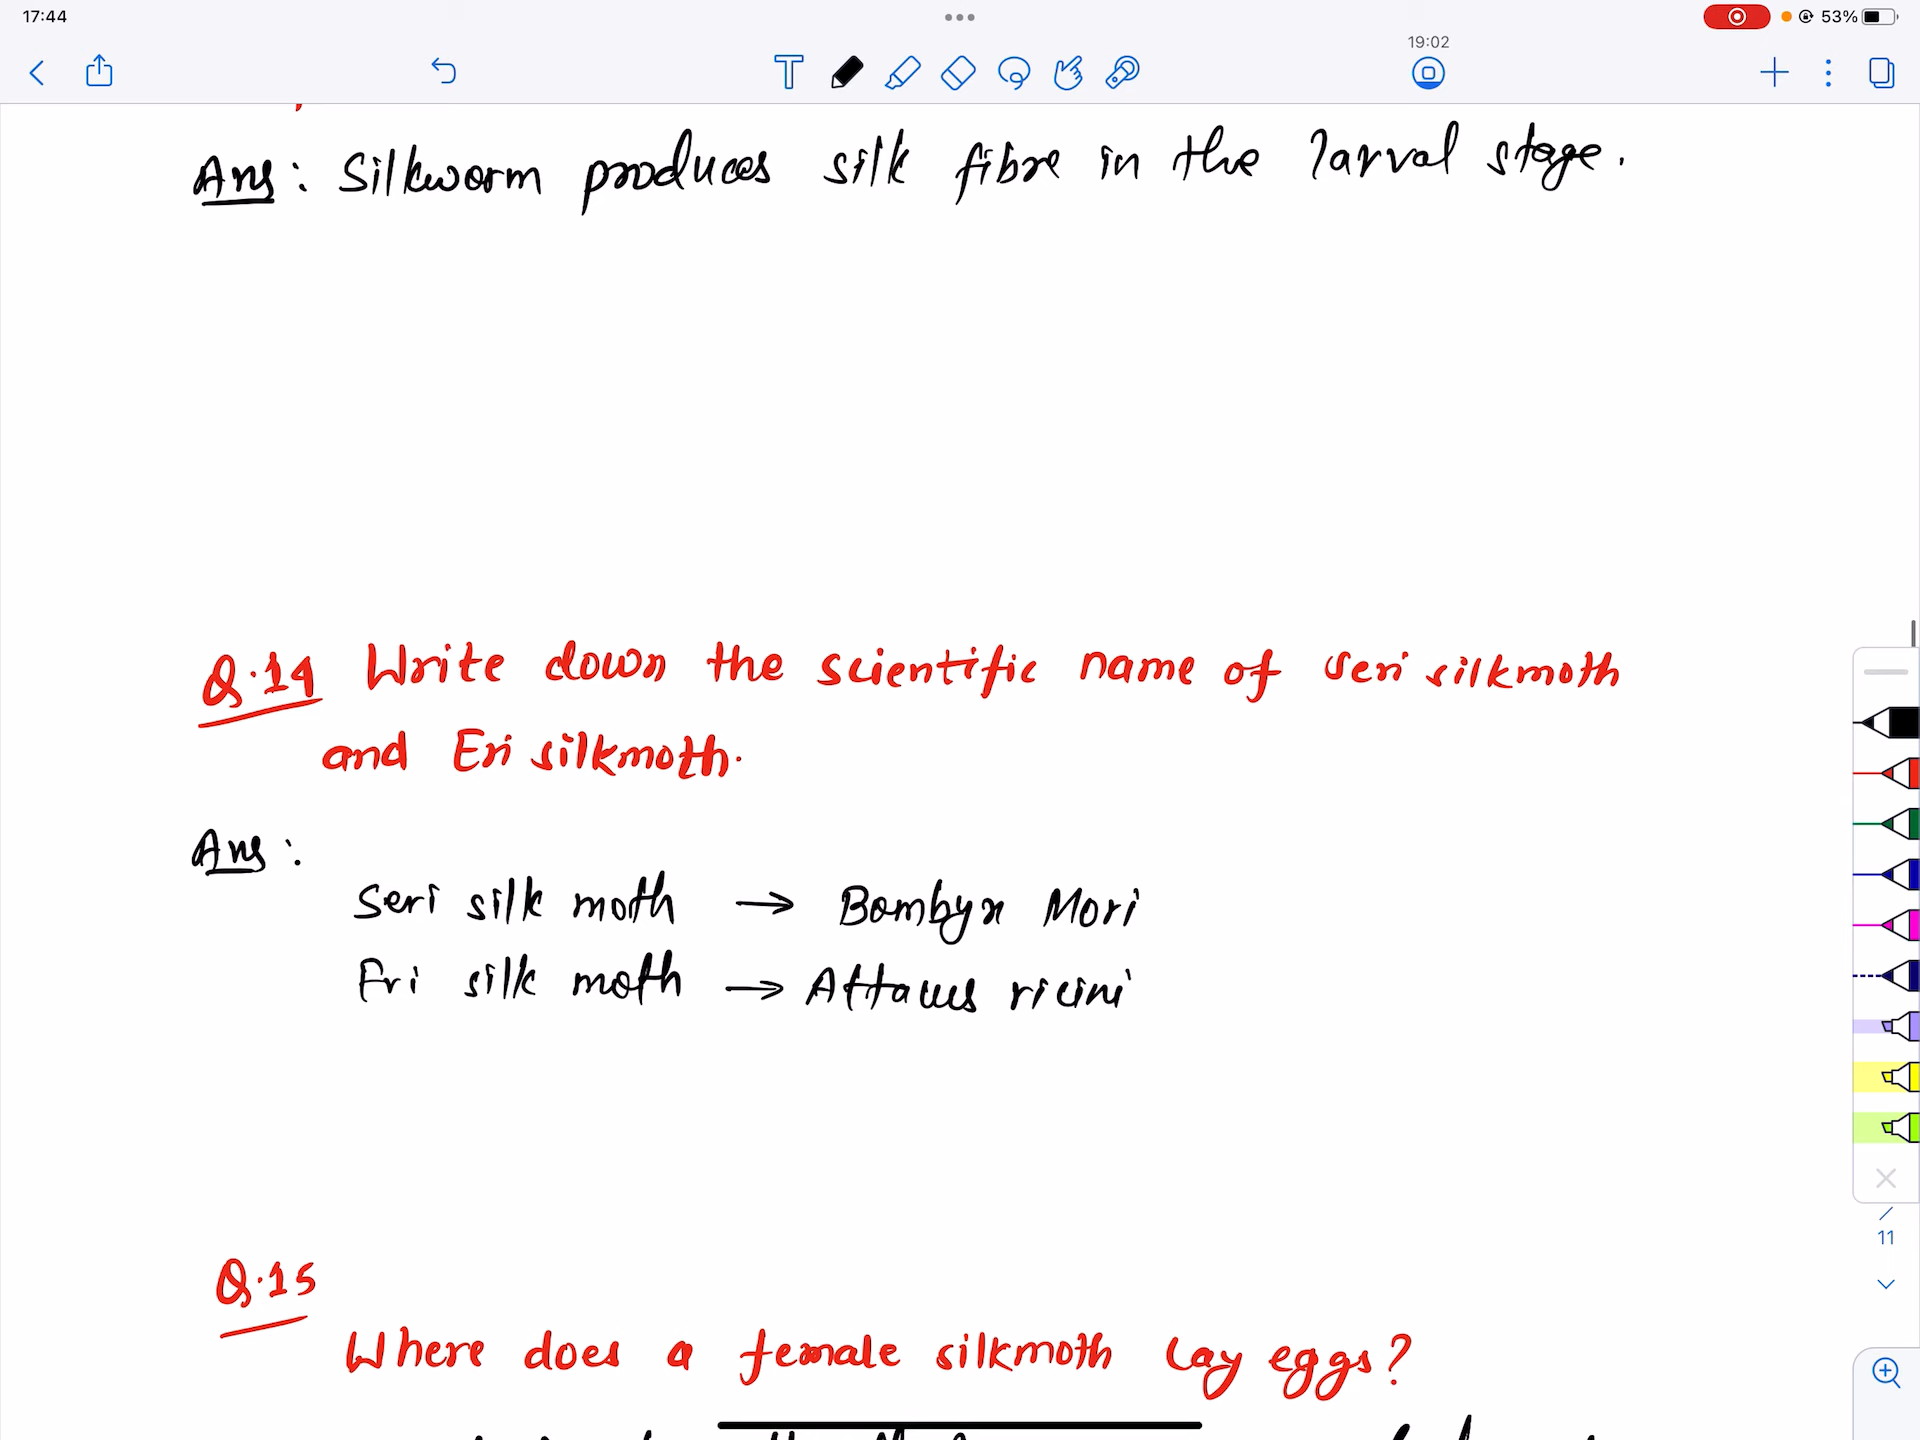 17:44
53%
19:02
Ans: Silkworm produces silk fibre in the larval stage.
Q.14 Write down the scientific name of Seri silkmoth
and Eri silkmoth.
Ans:
Seri silk moth → Bombyx Mori
Eri silk moth → Attacus ricini
11
Q.15
Where does a female silkmoth lay eggs?